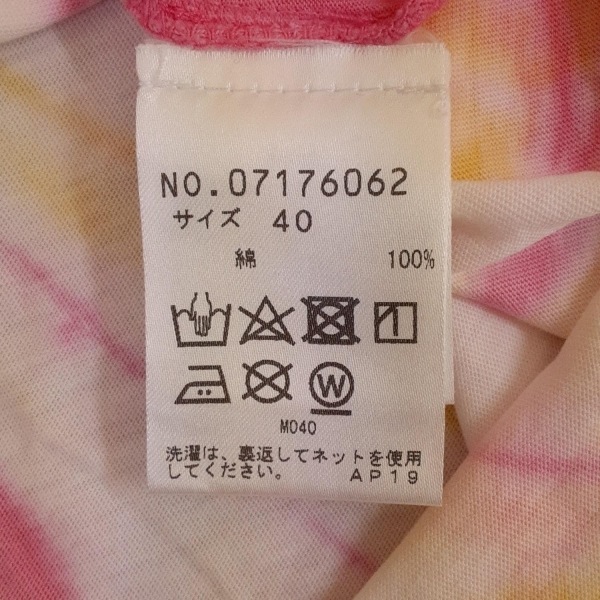 NO.07176062
サイズ 40
綿 100%
W
M040
洗濯は、裏返してネットを使用
してください。 AP19